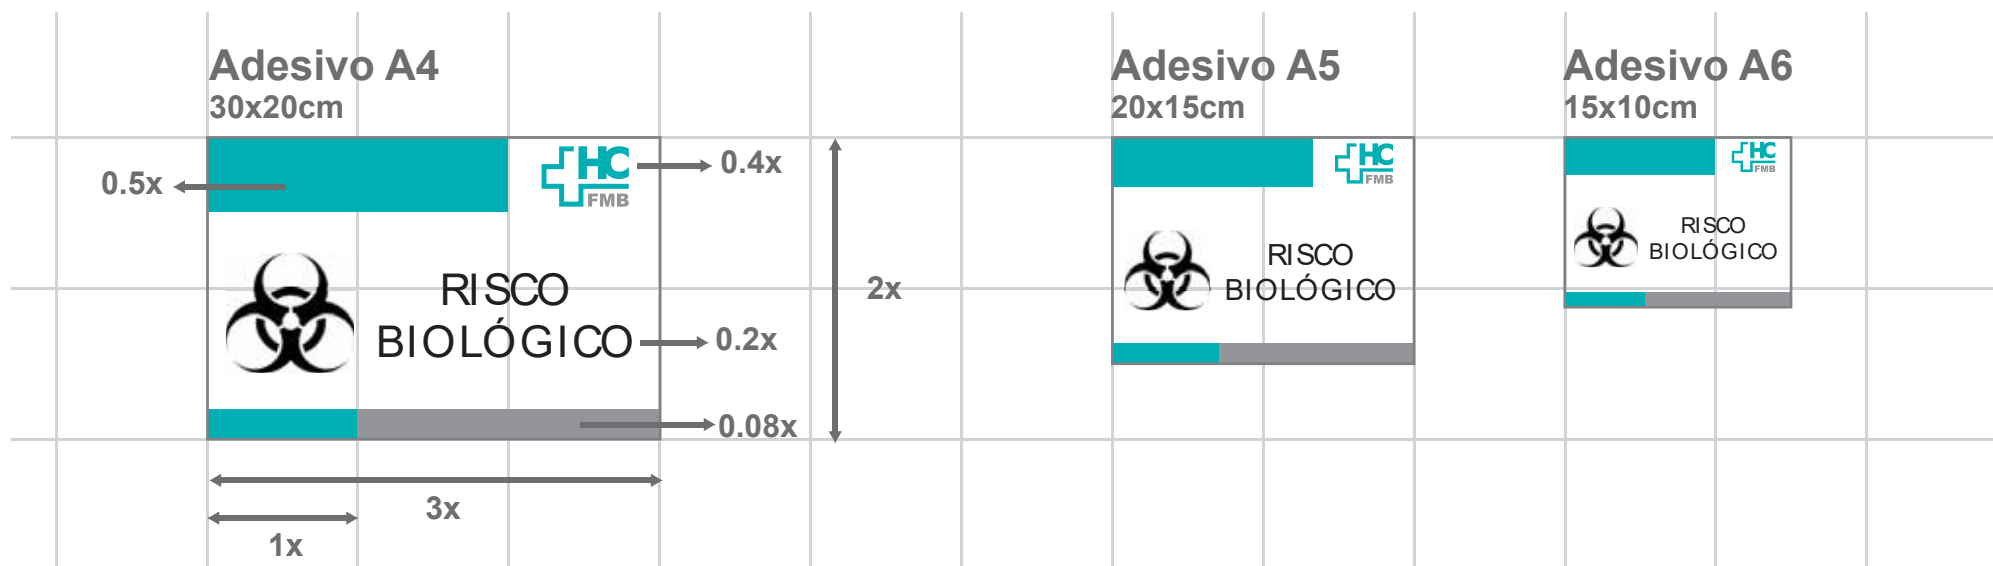 Adesivo A4
30x20cm
0.5x
HC
FMB
0.4x
RISCO
BIOLÓGICO
0.2x
0.08x
2x
3x
1x
Adesivo A5
20x15cm
HC
FMB
RISCO
BIOLÓGICO
Adesivo A6
15x10cm
HC
FMB
RISCO
BIOLÓGICO